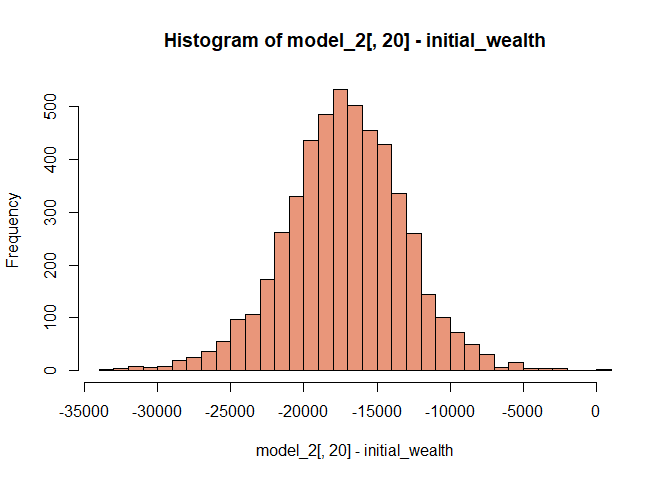 Histogram of model_2[, 20] - initial_wealth
Frequency
500
400
300
200
100
0
-35000 -30000 -25000 -20000 -15000 -10000 -5000 0
model_2[, 20] - initial_wealth